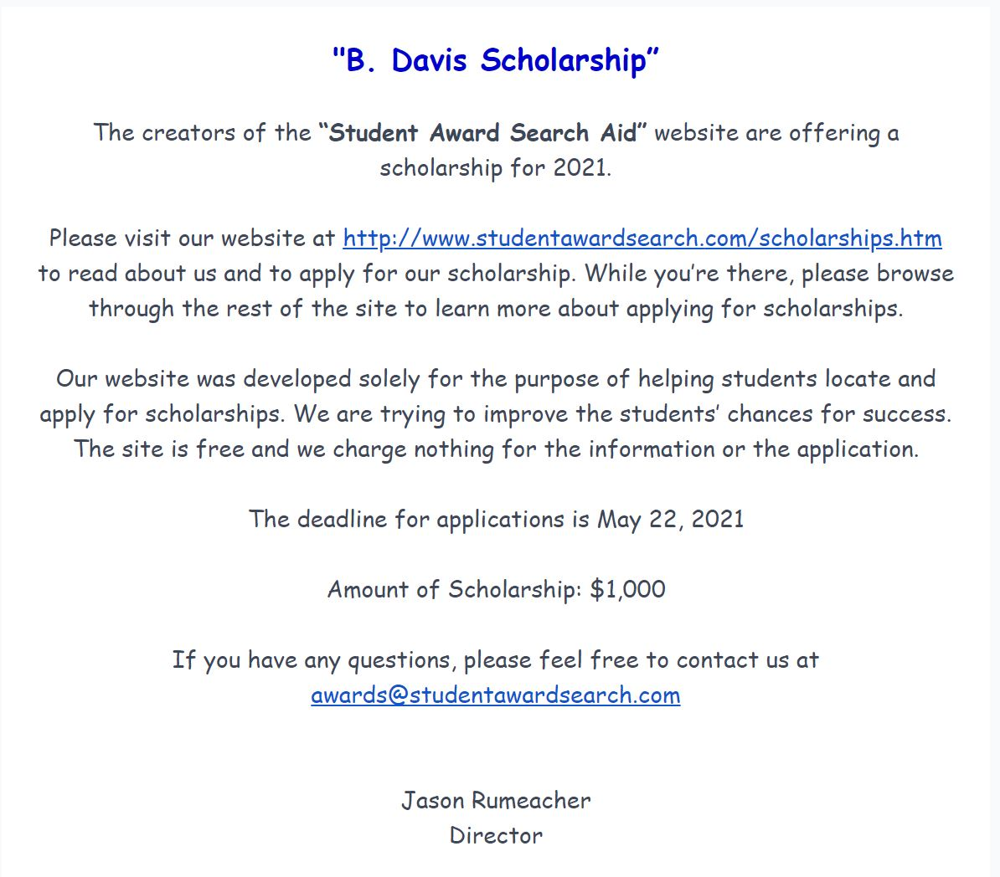 "B. Davis Scholarship”
The creators of the “Student Award Search Aid” website are offering a
scholarship for 2021.
Please visit our website at http://www.studentawardsearch.com/scholarships.htm
to read about us and to apply for our scholarship. While you’re there, please browse
through the rest of the site to learn more about applying for scholarships.
Our website was developed solely for the purpose of helping students locate and
apply for scholarships. We are trying to improve the students’ chances for success.
The site is free and we charge nothing for the information or the application.
The deadline for applications is May 22, 2021
Amount of Scholarship: $1,000
If you have any questions, please feel free to contact us at
awards@studentawardsearch.com
Jason Rumeacher
Director